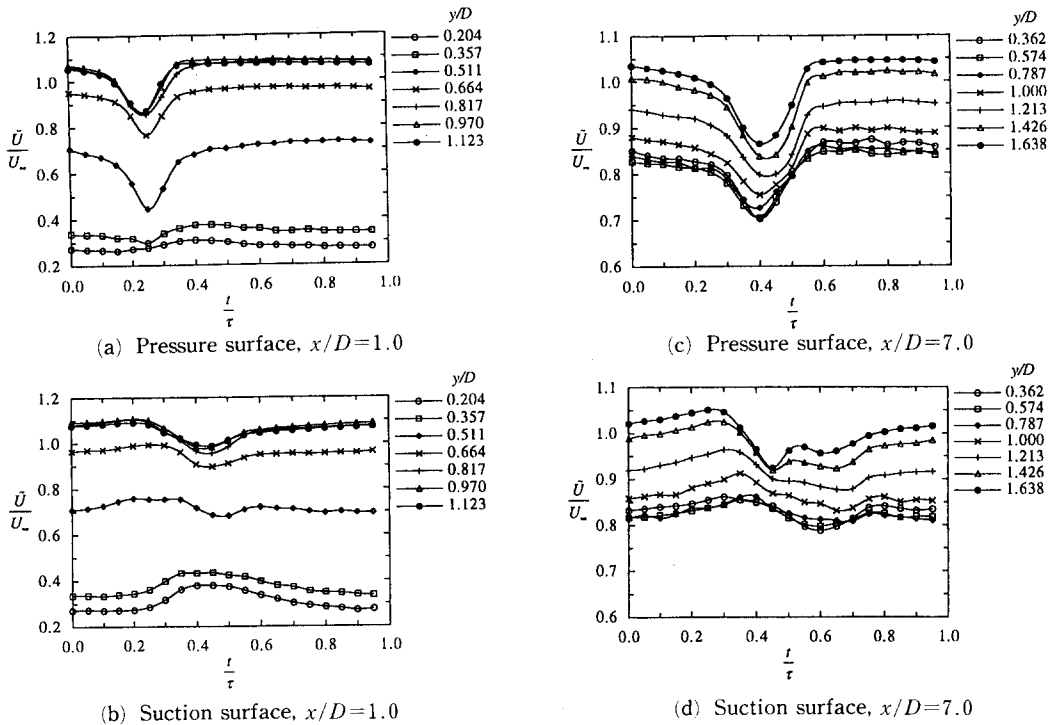 y/D
0.204
0.357
0.511
0.664
0.817
0.970
1.123
1.2
1.0
0.8
0.6
0.4
0.2
Ũ
U∞
0.0 0.2 0.4 0.6 0.8 1.0
t
τ
(a) Pressure surface, x/D=1.0
y/D
0.362
0.574
0.787
1.000
1.213
1.426
1.638
1.1
1.0
0.9
0.8
0.7
0.6
Ũ
U∞
0.0 0.2 0.4 0.6 0.8 1.0
t
τ
(c) Pressure surface, x/D=7.0
y/D
0.204
0.357
0.511
0.664
0.817
0.970
1.123
1.2
1.0
0.8
0.6
0.4
0.2
Ũ
U∞
0.0 0.2 0.4 0.6 0.8 1.0
t
τ
(b) Suction surface, x/D=1.0
y/D
0.362
0.574
0.787
1.000
1.213
1.426
1.638
1.1
1.0
0.9
0.8
0.7
0.6
Ũ
U∞
0.0 0.2 0.4 0.6 0.8 1.0
t
τ
(d) Suction surface, x/D=7.0